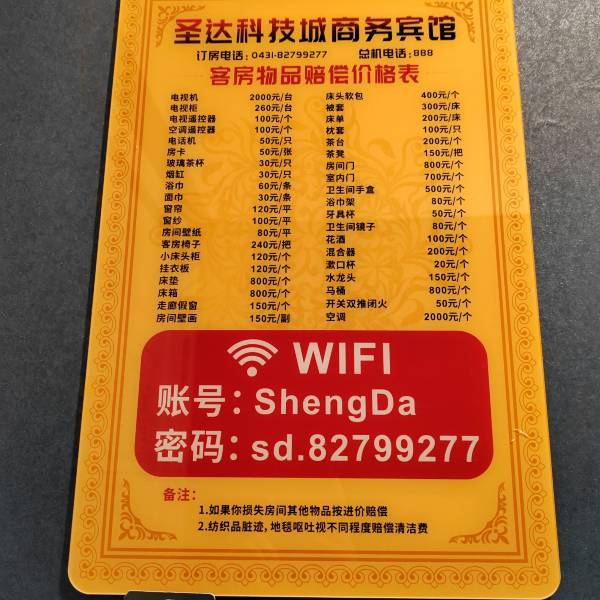 圣达科技城商务宾馆
订房电话：0431-82799277 总机电话：888
客房物品赔偿价格表
电视机 2000元/台
电视柜 260元/台
电视遥控器 100元/个
空调遥控器 100元/个
电话机 50元/只
房卡 50元/张
玻璃茶杯 30元/只
烟缸 30元/只
浴巾 60元/条
面巾 30元/条
窗帘 120元/平
窗纱 100元/平
房间壁纸 80元/平
客房椅子 240元/把
小床头柜 120元/个
挂衣板 120元/个
床垫 800元/个
床箱 800元/个
走廊假窗 150元/个
房间壁画 150元/副
床头软包 400元/个
被套 300元/床
床单 200元/床
枕套 100元/只
茶台 200元/个
茶凳 150元/把
房间门 800元/个
室内门 700元/个
卫生间手盒 500元/个
浴巾架 80元/个
牙具杯 50元/个
卫生间镜子 80元/个
花酒 100元/个
混合器 200元/个
漱口杯 20元/个
水龙头 150元/个
马桶 800元/个
开关双推闭火 50元/个
空调 2000元/个
WIFI
账号：ShengDa
密码：sd.82799277
备注：
1.如果你损失房间其他物品按进价赔偿
2.纺织品脏迹，地毯呕吐视不同程度赔偿清洁费